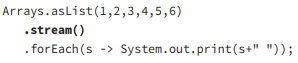 Arrays.asList(1,2,3,4,5,6)
.stream()
.forEach(s -> System.out.print(s+" "));